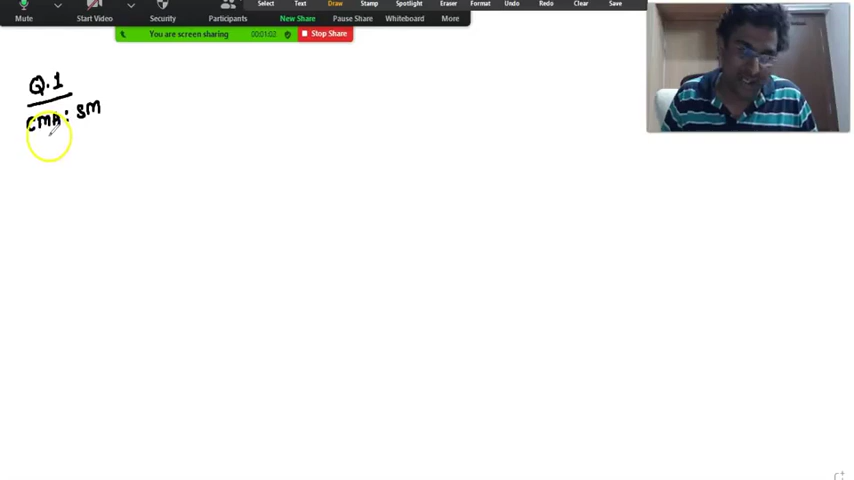 Select Text Draw Stamp Spotlight Eraser Format Undo Redo Clear Save
Mute Start Video Security Participants New Share Pause Share Whiteboard More
You are screen sharing 00:01:02 Stop Share
Q.1
CMA: SM